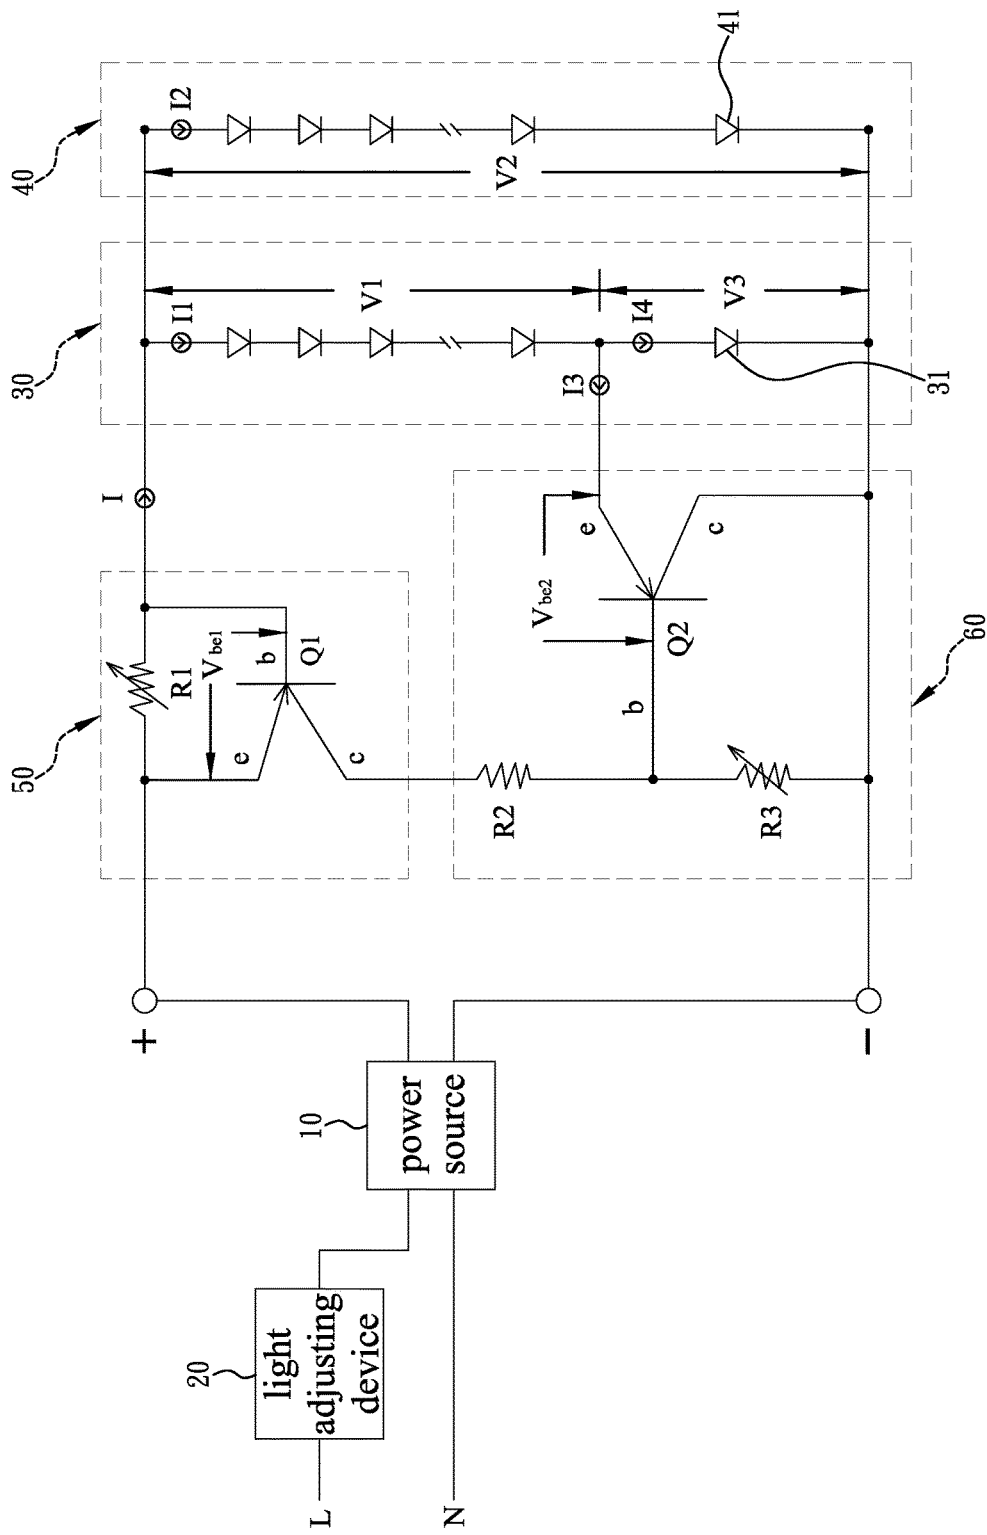 L
N
20
light
adjusting
device
10
power
source
+
−
50
R1
Vbe1
e
b
c
Q1
I
60
R2
R3
b
Q2
Vbe2
e
c
30
I1
V1
I3
I4
V3
31
40
I2
V2
41